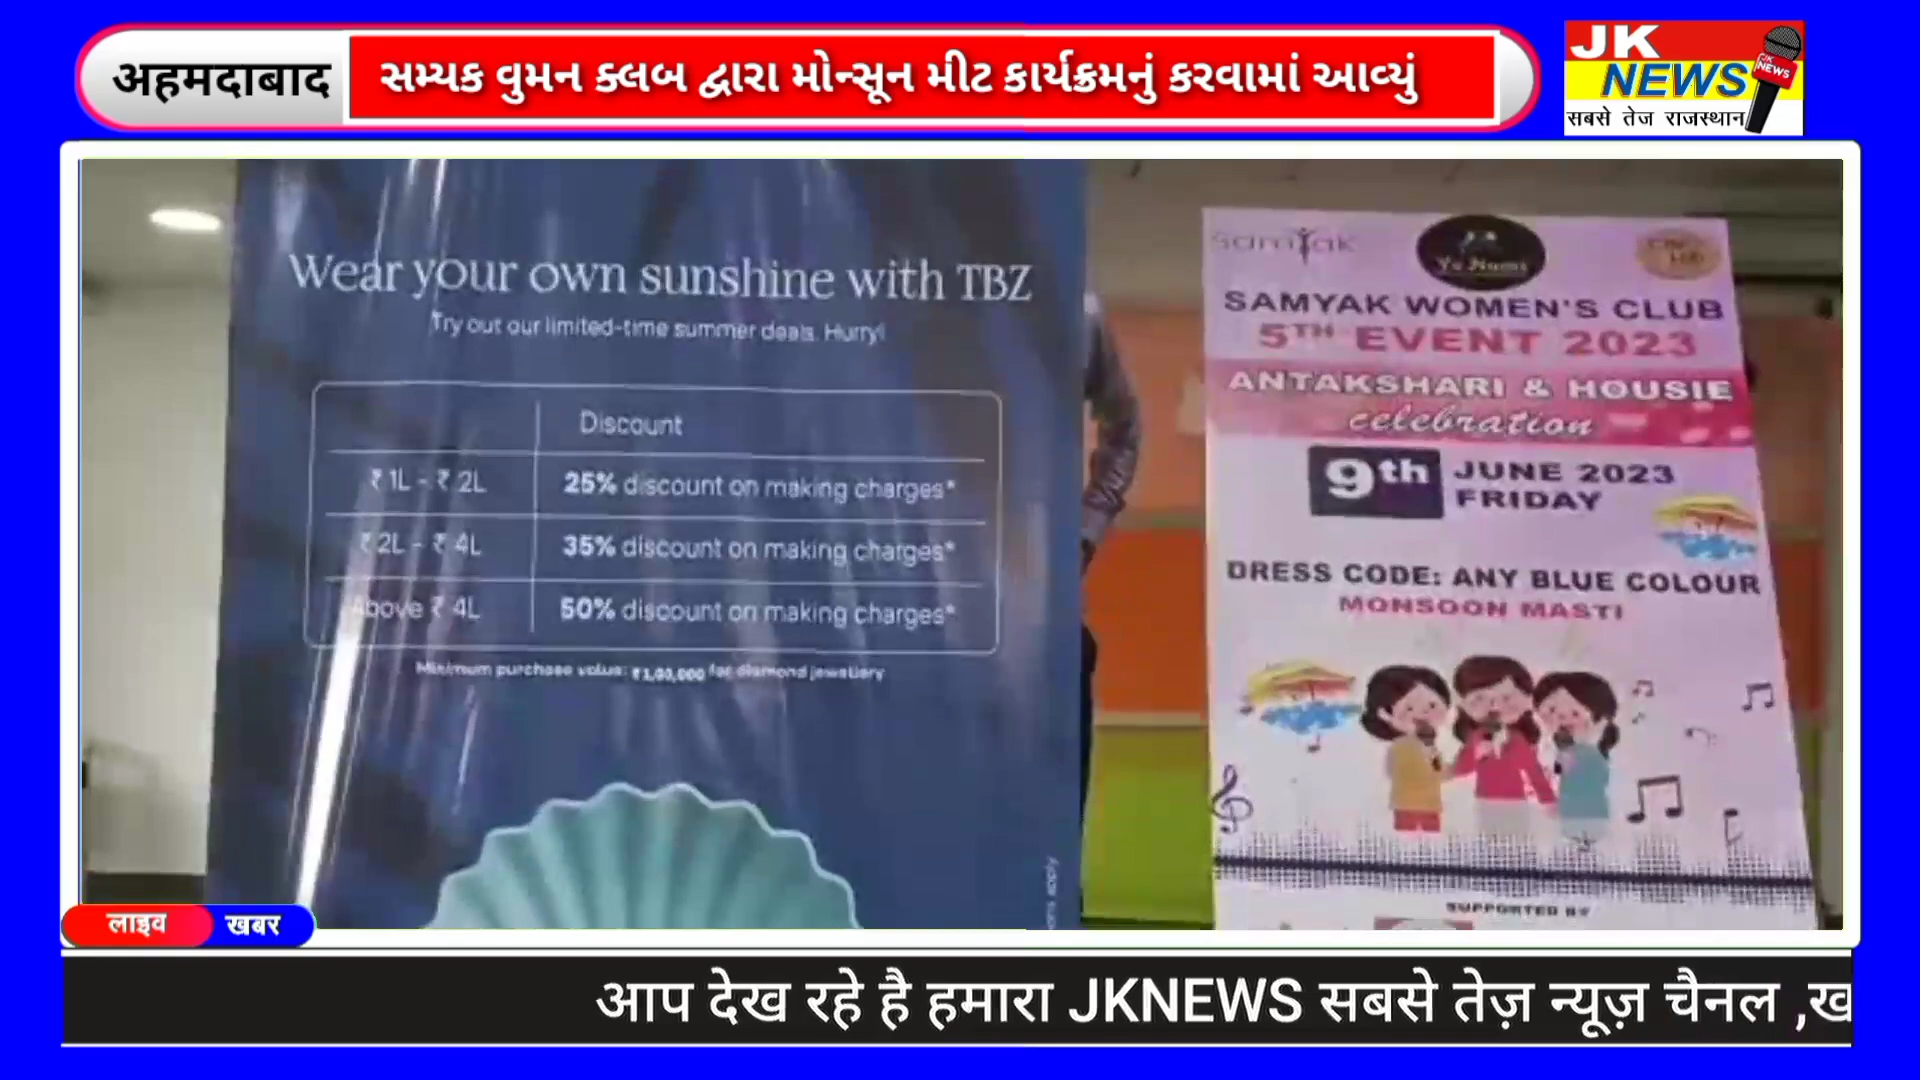 अहमदाबाद
સમ્યક વુમન ક્લબ દ્વારા મોન્સૂન મીટ કાર્યક્રમનું કરવામાં આવ્યું
JK
NEWS
JK
NEWS
सबसे तेज राजस्थान
Wear your own sunshine with TBZ
Try out our limited-time summer deals. Hurry!
Discount
₹ 1L - ₹ 2L
25% discount on making charges*
₹ 2L - ₹ 4L
35% discount on making charges*
Above ₹ 4L
50% discount on making charges*
Minimum purchase value: ₹1,00,000 for diamond jewellery
apply
samyak
SAMYAK WOMEN'S CLUB
5TH EVENT 2023
ANTAKSHARI & HOUSIE
celebration
9th JUNE 2023
FRIDAY
DRESS CODE: ANY BLUE COLOUR
MONSOON MASTI
SUPPORTED BY
लाइव खबर
आप देख रहे है हमारा JKNEWS सबसे तेज़ न्यूज़ चैनल ,ख